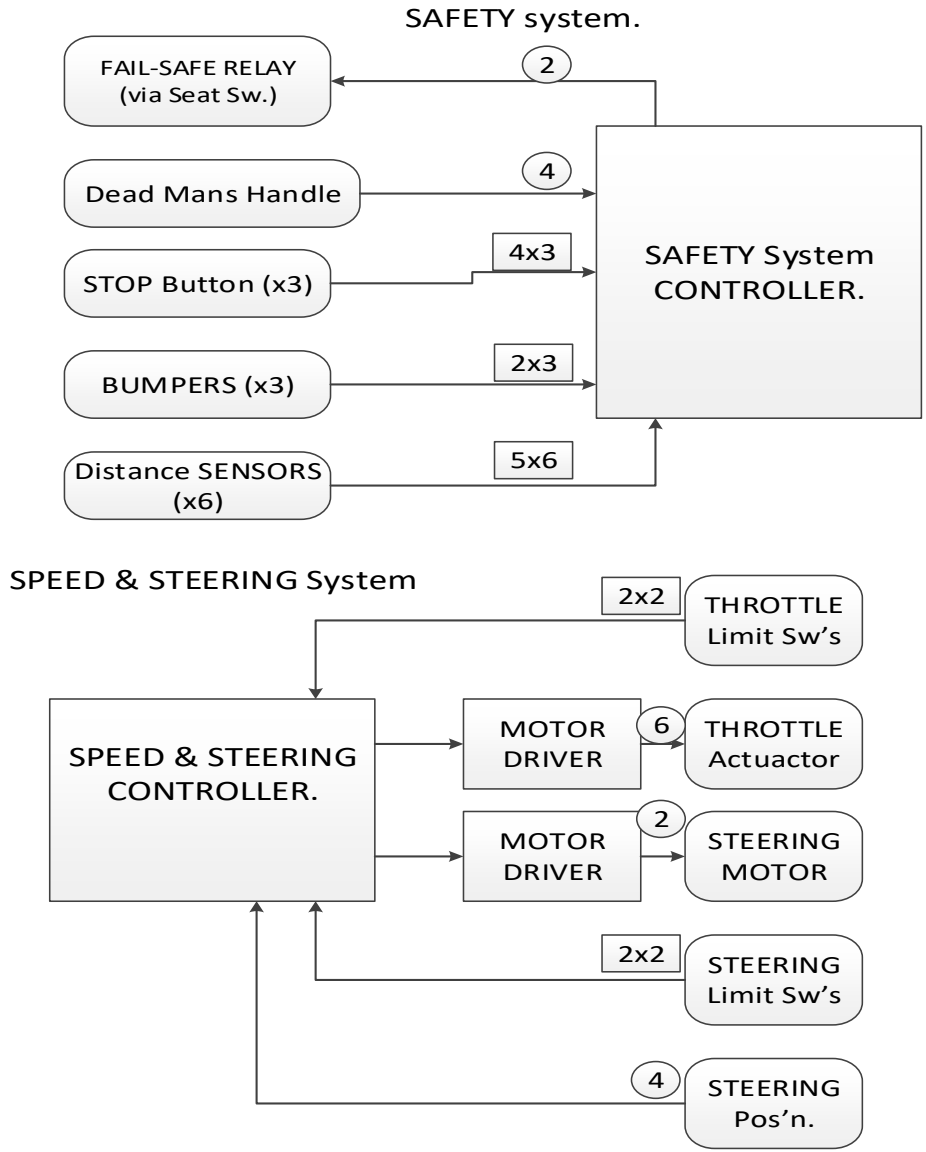 SAFETY system.
FAIL-SAFE RELAY
(via Seat Sw.)
2
Dead Mans Handle
4
STOP Button (x3)
4x3
SAFETY System
CONTROLLER.
BUMPERS (x3)
2x3
Distance SENSORS
(x6)
5x6
SPEED & STEERING System
2x2
THROTTLE
Limit Sw's
SPEED & STEERING
CONTROLLER.
MOTOR
DRIVER
6
THROTTLE
Actuactor
MOTOR
DRIVER
2
STEERING
MOTOR
2x2
STEERING
Limit Sw's
4
STEERING
Pos'n.